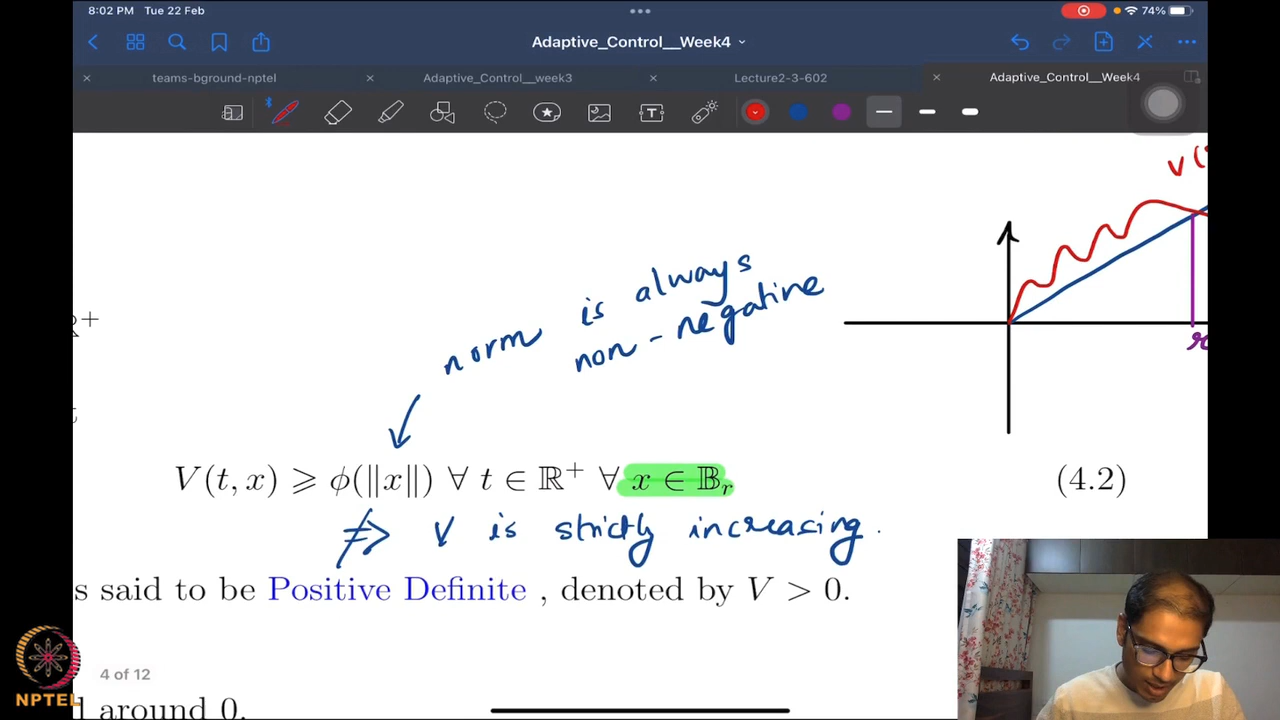 8:02 PM Tue 22 Feb
74%
Adaptive_Control__Week4
teams-bground-nptel
Adaptive_Control__week3
Lecture2-3-602
Adaptive_Control__Week4
V(
norm is always
non-negative
ℝ+
r
V(t, x) ⩾ ϕ(‖x‖) ∀ t ∈ ℝ⁺ ∀ x ∈ 𝔹ᵣ (4.2)
⇏ V is strictly increasing.
s said to be Positive Definite , denoted by V > 0.
4 of 12
NPTEL
d around 0.